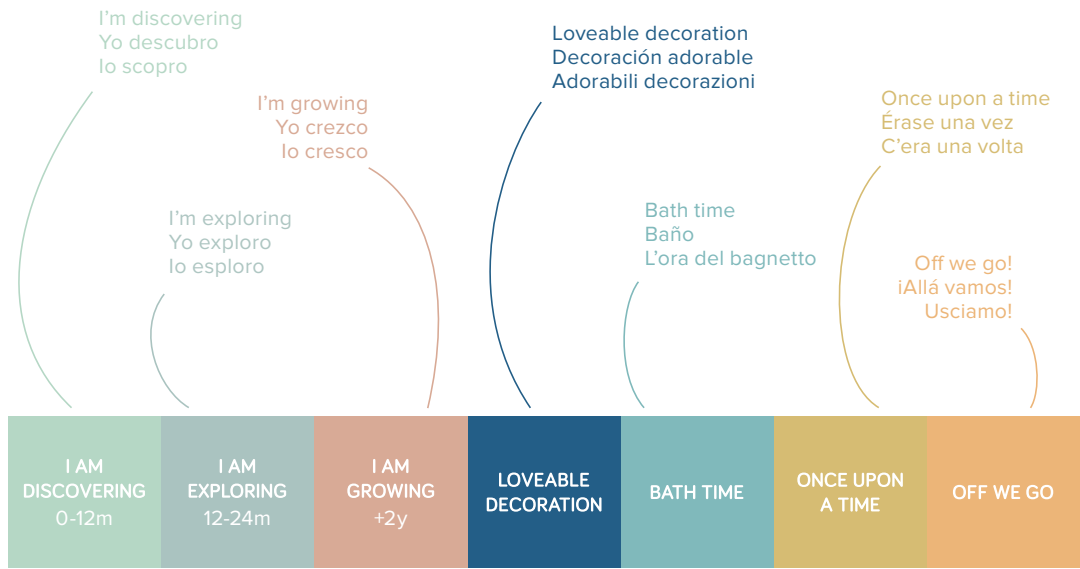 I'm discovering
Yo descubro
Io scopro
I'm growing
Yo crezco
Io cresco
I'm exploring
Yo exploro
Io esploro
Loveable decoration
Decoración adorable
Adorabili decorazioni
Bath time
Baño
L'ora del bagnetto
Once upon a time
Érase una vez
C'era una volta
Off we go!
¡Allá vamos!
Usciamo!
I AM
DISCOVERING
0-12m
I AM
EXPLORING
12-24m
I AM
GROWING
+2y
LOVEABLE
DECORATION
BATH TIME
ONCE UPON
A TIME
OFF WE GO